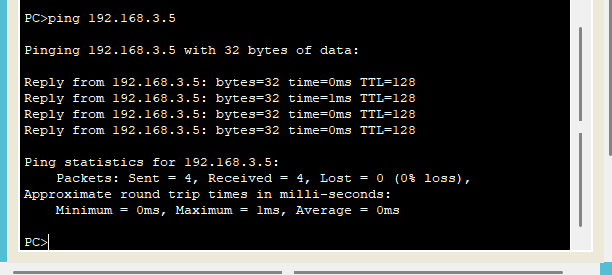 PC>ping 192.168.3.5
Pinging 192.168.3.5 with 32 bytes of data:
Reply from 192.168.3.5: bytes=32 time=0ms TTL=128
Reply from 192.168.3.5: bytes=32 time=1ms TTL=128
Reply from 192.168.3.5: bytes=32 time=0ms TTL=128
Reply from 192.168.3.5: bytes=32 time=0ms TTL=128
Ping statistics for 192.168.3.5:
    Packets: Sent = 4, Received = 4, Lost = 0 (0% loss),
Approximate round trip times in milli-seconds:
    Minimum = 0ms, Maximum = 1ms, Average = 0ms
PC>